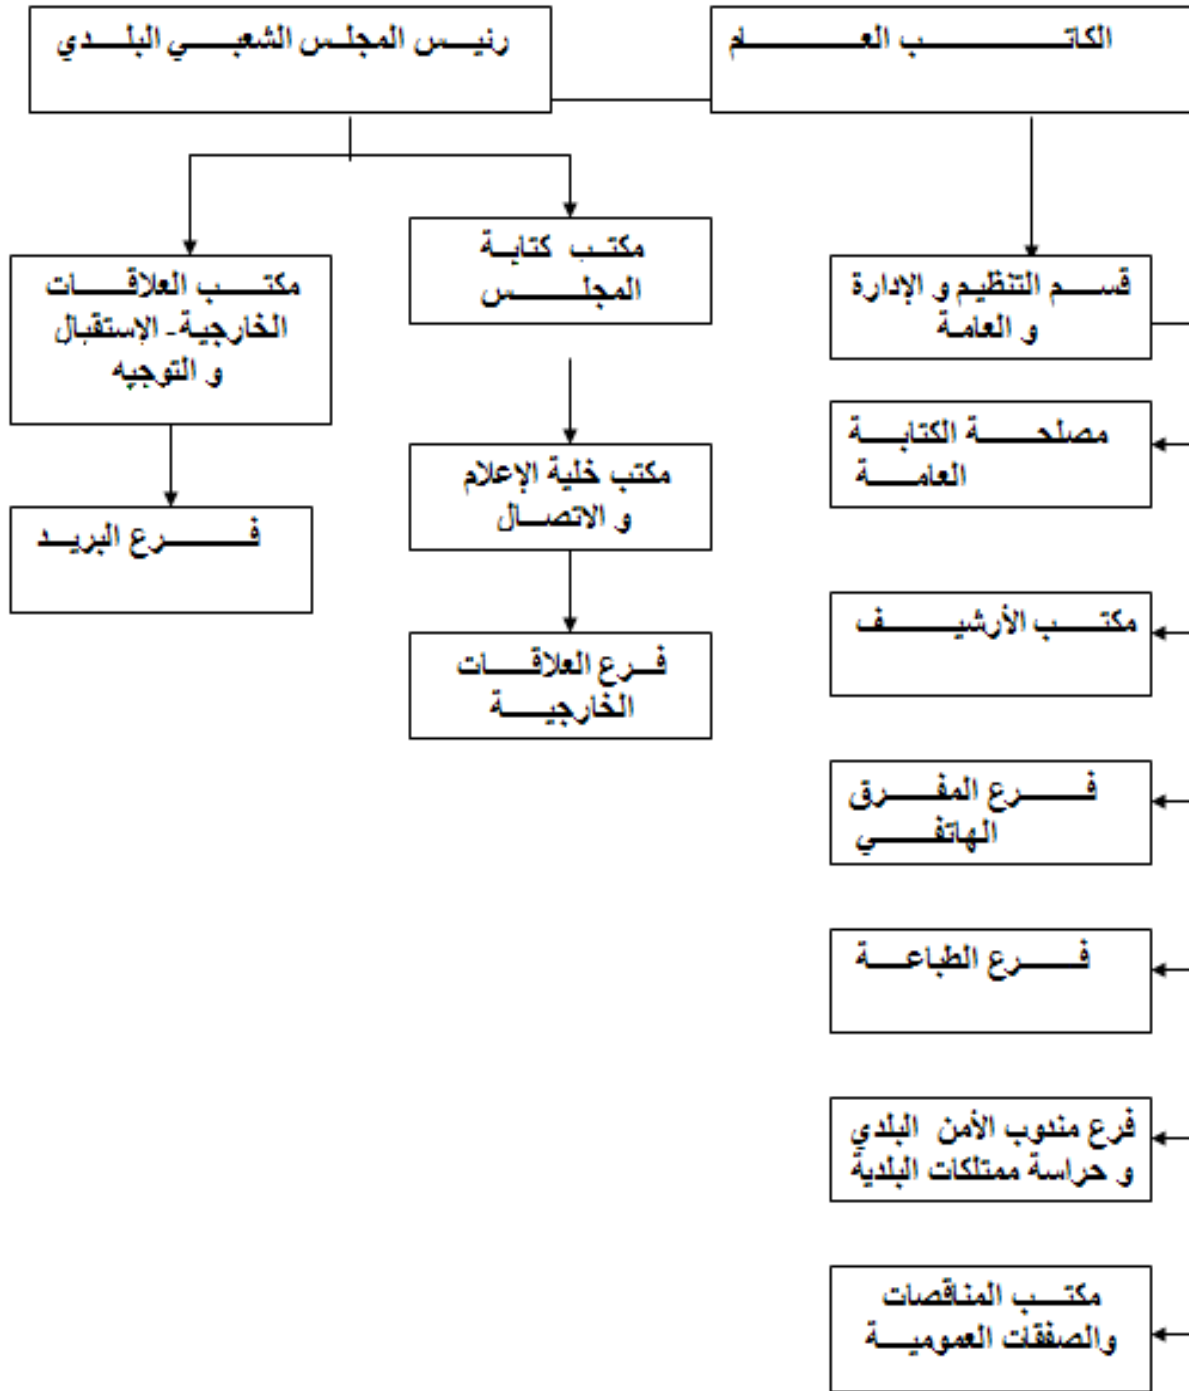 الكاتب العام
رئيس المجلس الشعبي البلدي
مكتب كتابة
المجلس
قسم التنظيم و الإدارة
و العامة
مكتب العلاقات
الخارجية- الإستقبال
و التوجيه
مصلحة الكتابة
العامة
مكتب خلية الإعلام
و الاتصال
فرع البريد
مكتب الأرشيف
فرع العلاقات
الخارجية
فرع المفرق
الهاتفي
فرع الطباعة
فرع مندوب الأمن البلدي
و حراسة ممتلكات البلدية
مكتب المناقصات
والصفقات العمومية